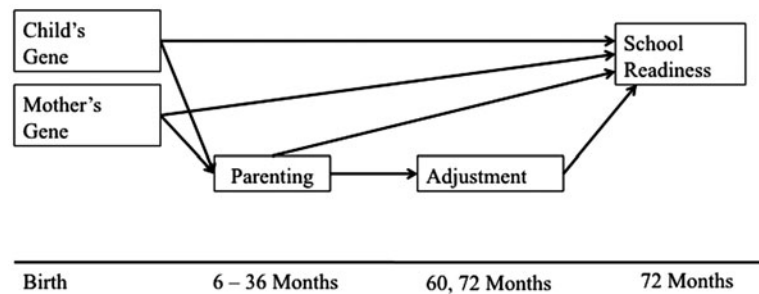 Child's
Gene
School
Readiness
Mother's
Gene
Parenting
Adjustment
Birth
6 – 36 Months
60, 72 Months
72 Months